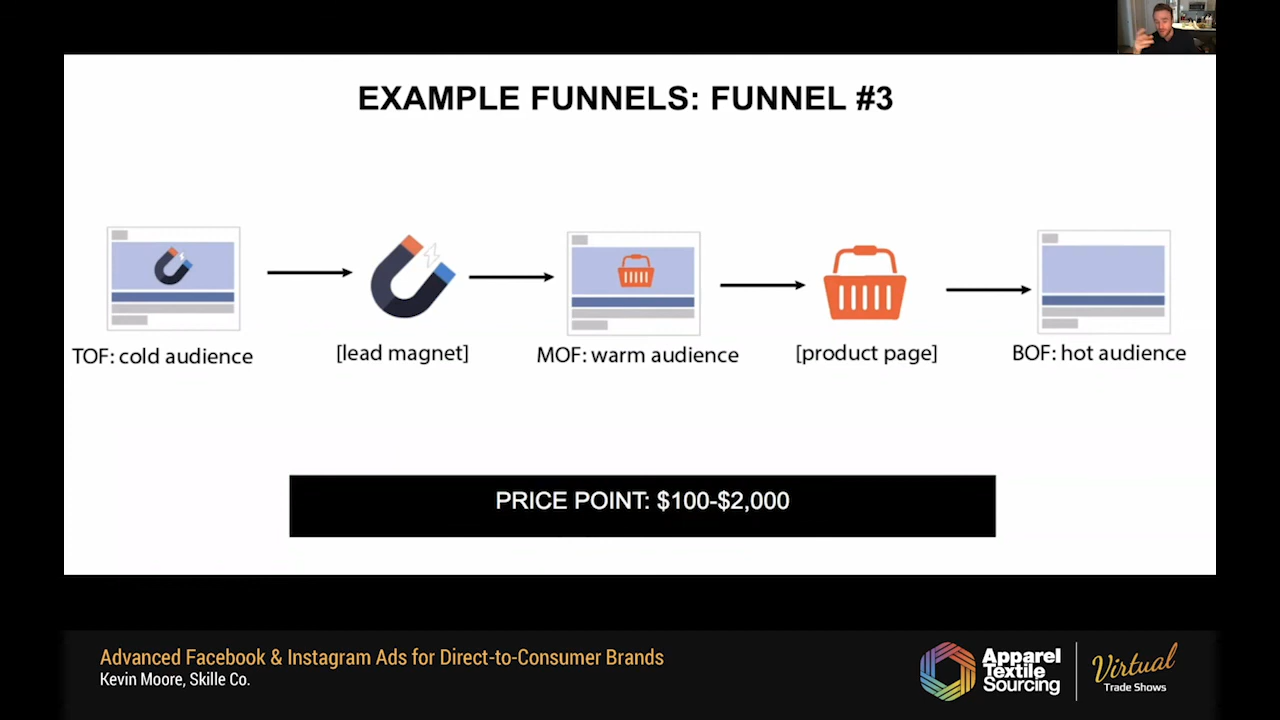 EXAMPLE FUNNELS: FUNNEL #3
TOF: cold audience
[lead magnet]
MOF: warm audience
[product page]
BOF: hot audience
PRICE POINT: $100-$2,000
Advanced Facebook & Instagram Ads for Direct-to-Consumer Brands
Kevin Moore, Skille Co.
Apparel
Textile
Sourcing
Virtual
Trade Shows